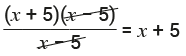 (x + 5)(x − 5)
x − 5
= x + 5